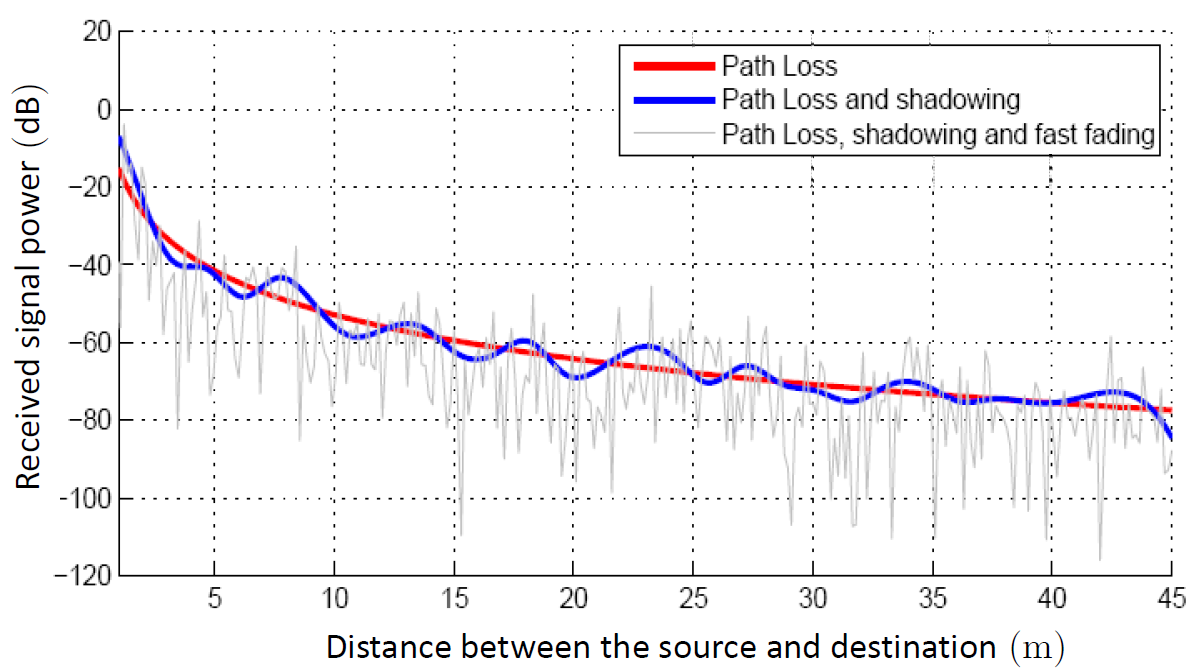 20
0
−20
−40
−60
−80
−100
−120
Received signal power (dB)
Path Loss
Path Loss and shadowing
Path Loss, shadowing and fast fading
5 10 15 20 25 30 35 40 45
Distance between the source and destination (m)